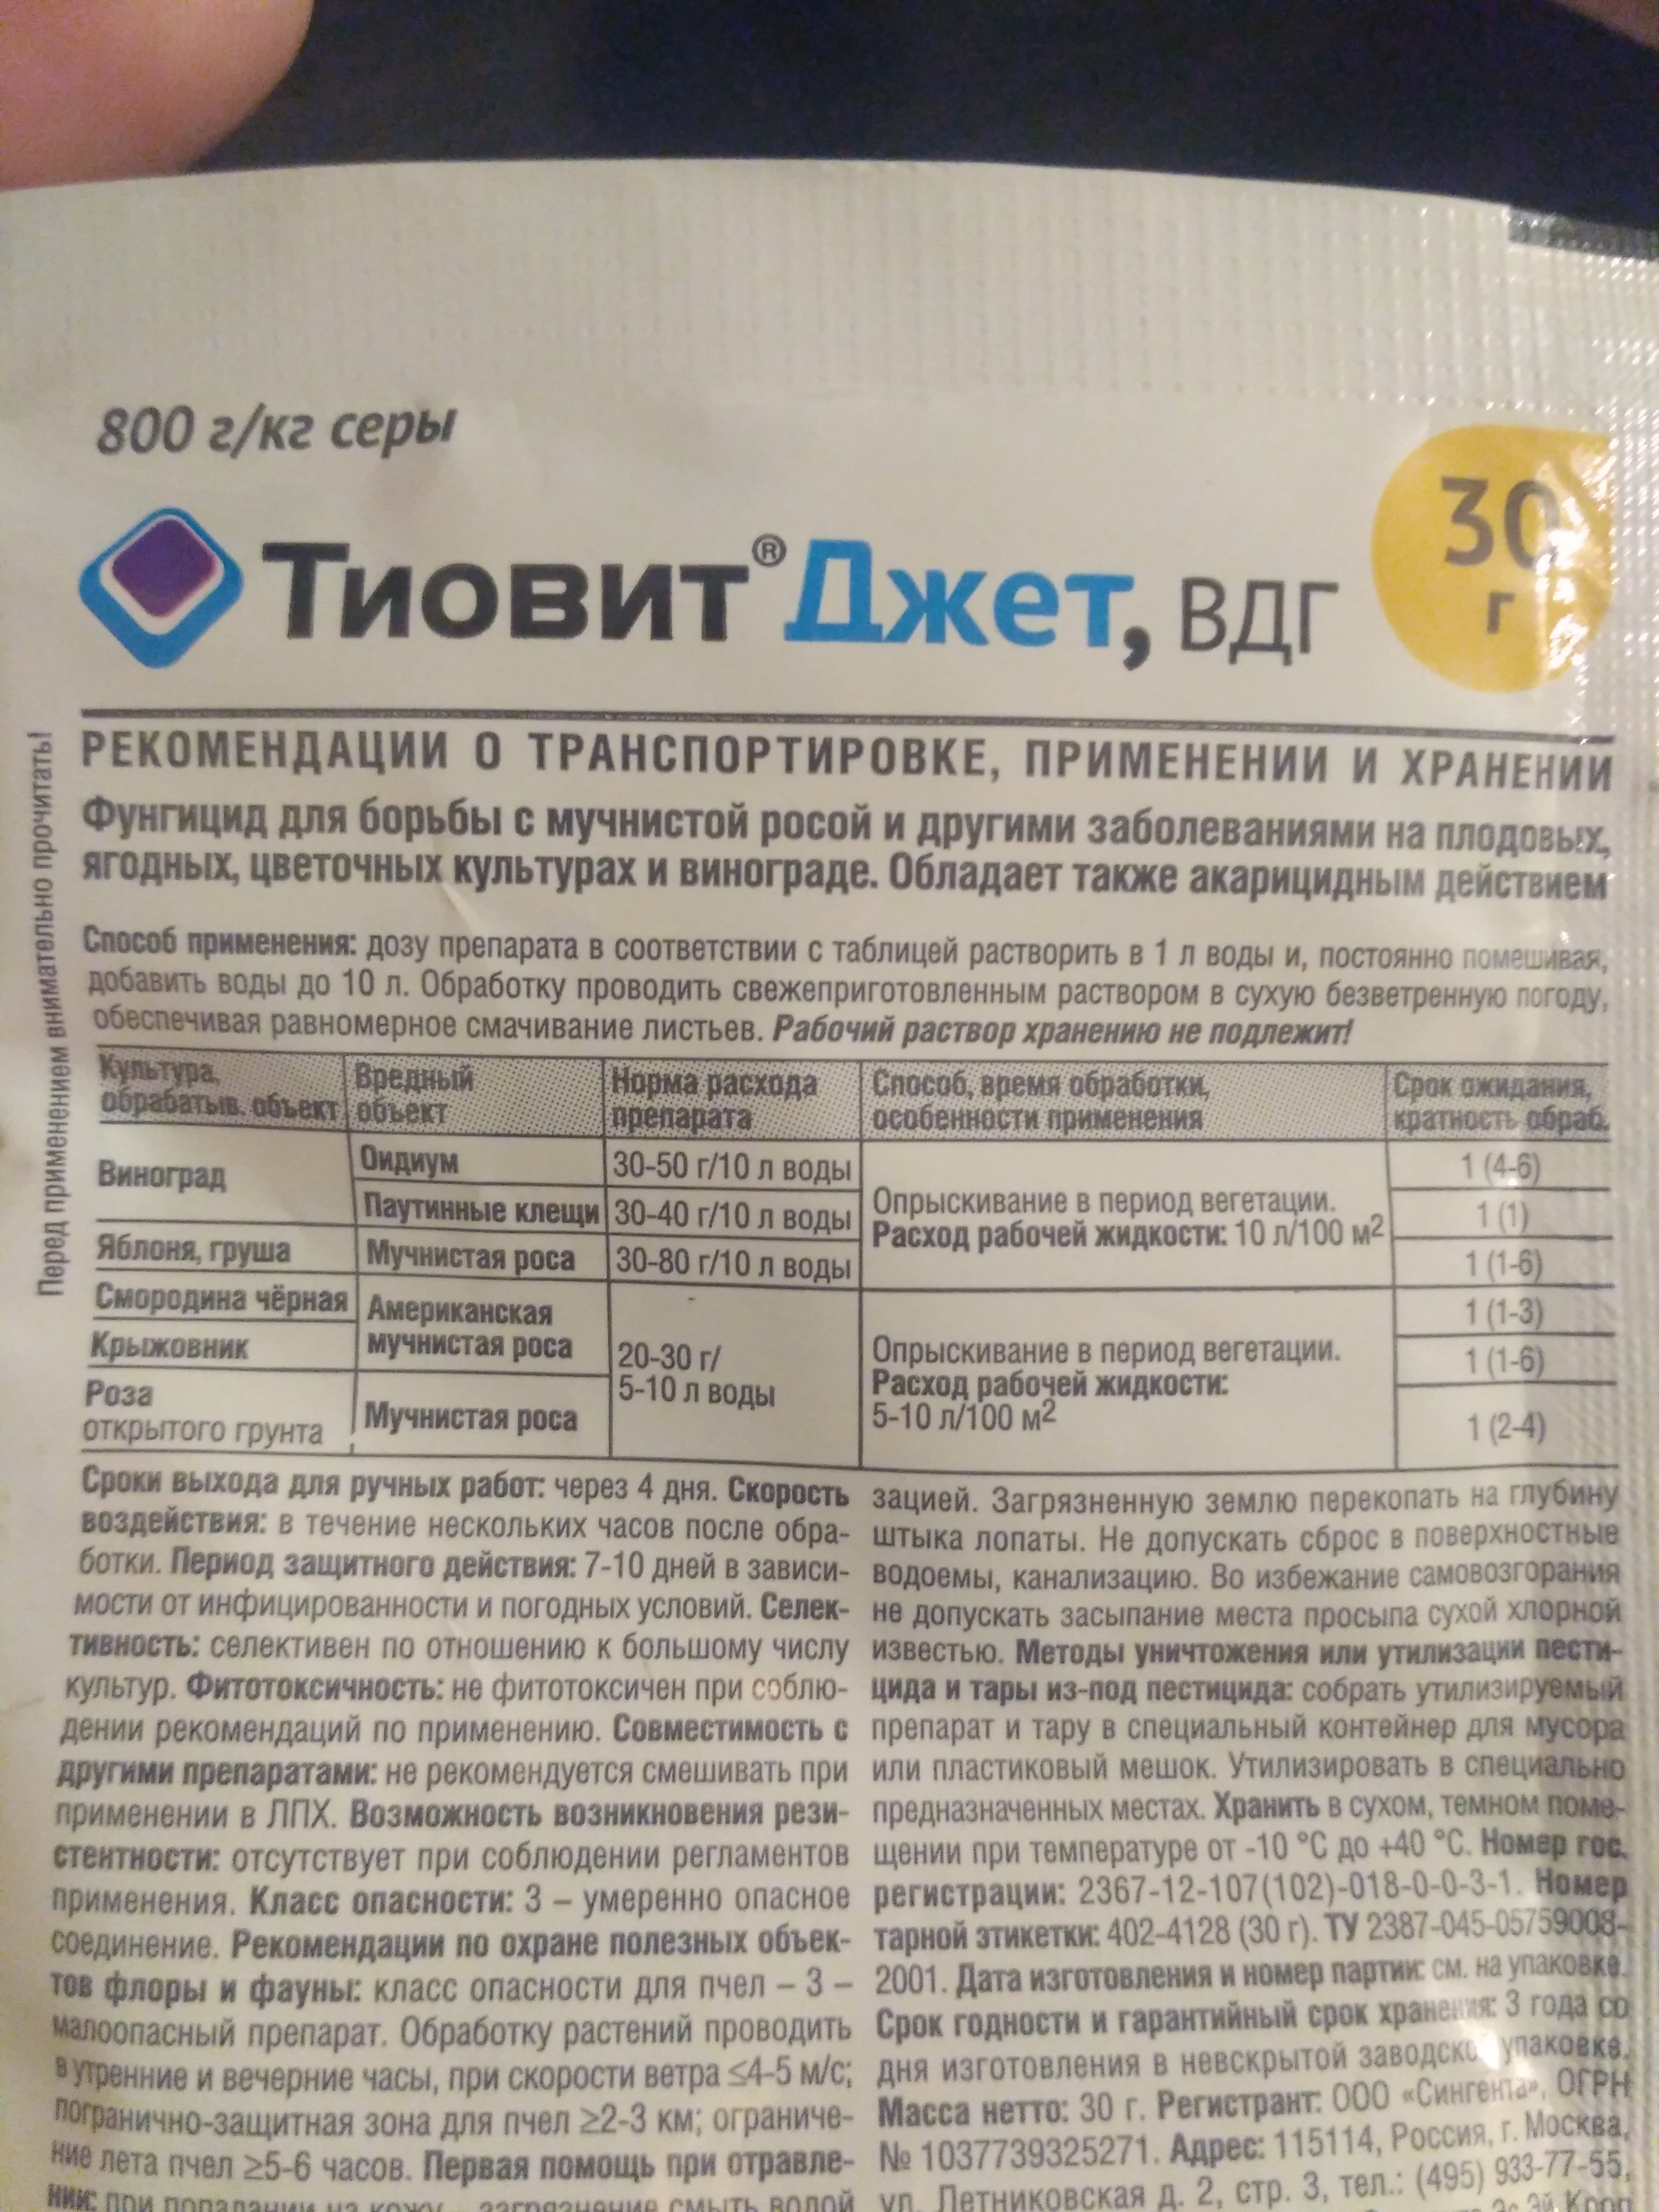 800 г/кг серы
Тиовит® Джет, ВДГ
30
г
Перед применением внимательно прочитать!
РЕКОМЕНДАЦИИ О ТРАНСПОРТИРОВКЕ, ПРИМЕНЕНИИ И ХРАНЕНИИ
Фунгицид для борьбы с мучнистой росой и другими заболеваниями на плодовых,
ягодных, цветочных культурах и винограде. Обладает также акарицидным действием
Способ применения: дозу препарата в соответствии с таблицей растворить в 1 л воды и, постоянно помешивая,
добавить воды до 10 л. Обработку проводить свежеприготовленным раствором в сухую безветренную погоду,
обеспечивая равномерное смачивание листьев. Рабочий раствор хранению не подлежит!
Культура, обрабатыв. объект
Вредный объект
Норма расхода препарата
Способ, время обработки, особенности применения
Срок ожидания, кратность обраб.
Виноград
Оидиум
30-50 г/10 л воды
Опрыскивание в период вегетации.
Расход рабочей жидкости: 10 л/100 м2
1 (4-6)
Паутинные клещи
30-40 г/10 л воды
1 (1)
Яблоня, груша
Мучнистая роса
30-80 г/10 л воды
1 (1-6)
Смородина чёрная
Американская
мучнистая роса
20-30 г/
5-10 л воды
Опрыскивание в период вегетации.
Расход рабочей жидкости:
5-10 л/100 м2
1 (1-3)
Крыжовник
1 (1-6)
Роза
открытого грунта
Мучнистая роса
1 (2-4)
Сроки выхода для ручных работ: через 4 дня. Скорость
воздействия: в течение нескольких часов после обра-
ботки. Период защитного действия: 7-10 дней в зависи-
мости от инфицированности и погодных условий. Селек-
тивность: селективен по отношению к большому числу
культур. Фитотоксичность: не фитотоксичен при соблю-
дении рекомендаций по применению. Совместимость с
другими препаратами: не рекомендуется смешивать при
применении в ЛПХ. Возможность возникновения рези-
стентности: отсутствует при соблюдении регламентов
применения. Класс опасности: 3 – умеренно опасное
соединение. Рекомендации по охране полезных объек-
тов флоры и фауны: класс опасности для пчел – 3 –
малоопасный препарат. Обработку растений проводить
в утренние и вечерние часы, при скорости ветра ≤4-5 м/с;
погранично-защитная зона для пчел ≥2-3 км; ограниче-
ние лета пчел ≥5-6 часов. Первая помощь при отравле-
нии: при попадании на кожу – загрязнение смыть водой
зацией. Загрязненную землю перекопать на глубину
штыка лопаты. Не допускать сброс в поверхностные
водоемы, канализацию. Во избежание самовозгорания
не допускать засыпание места просыпа сухой хлорной
известью. Методы уничтожения или утилизации пести-
цида и тары из-под пестицида: собрать утилизируемый
препарат и тару в специальный контейнер для мусора
или пластиковый мешок. Утилизировать в специально
предназначенных местах. Хранить в сухом, темном поме-
щении при температуре от -10 °С до +40 °С. Номер гос.
регистрации: 2367-12-107(102)-018-0-0-3-1. Номер
тарной этикетки: 402-4128 (30 г). ТУ 2387-045-05759008-
2001. Дата изготовления и номер партии: см. на упаковке.
Срок годности и гарантийный срок хранения: 3 года со
дня изготовления в невскрытой заводской упаковке.
Масса нетто: 30 г. Регистрант: ООО «Сингента», ОГРН
№ 1037739325271. Адрес: 115114, Россия, г. Москва,
ул. Летниковская д. 2, стр. 3, тел.: (495) 933-77-55,